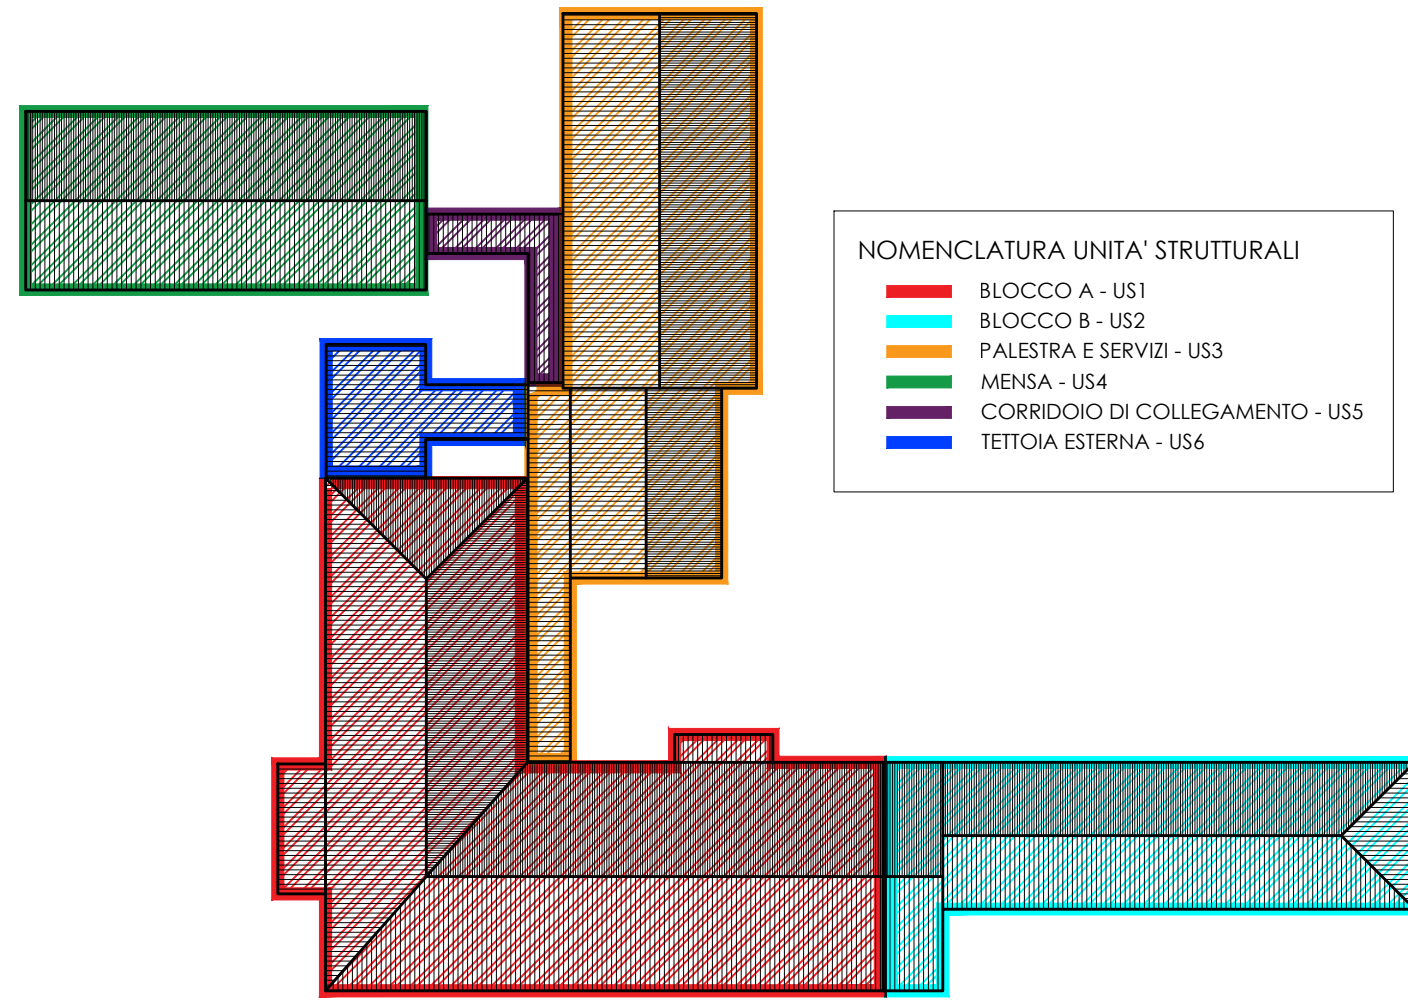 NOMENCLATURA UNITA' STRUTTURALI
BLOCCO A - US1
BLOCCO B - US2
PALESTRA E SERVIZI - US3
MENSA - US4
CORRIDOIO DI COLLEGAMENTO - US5
TETTOIA ESTERNA - US6